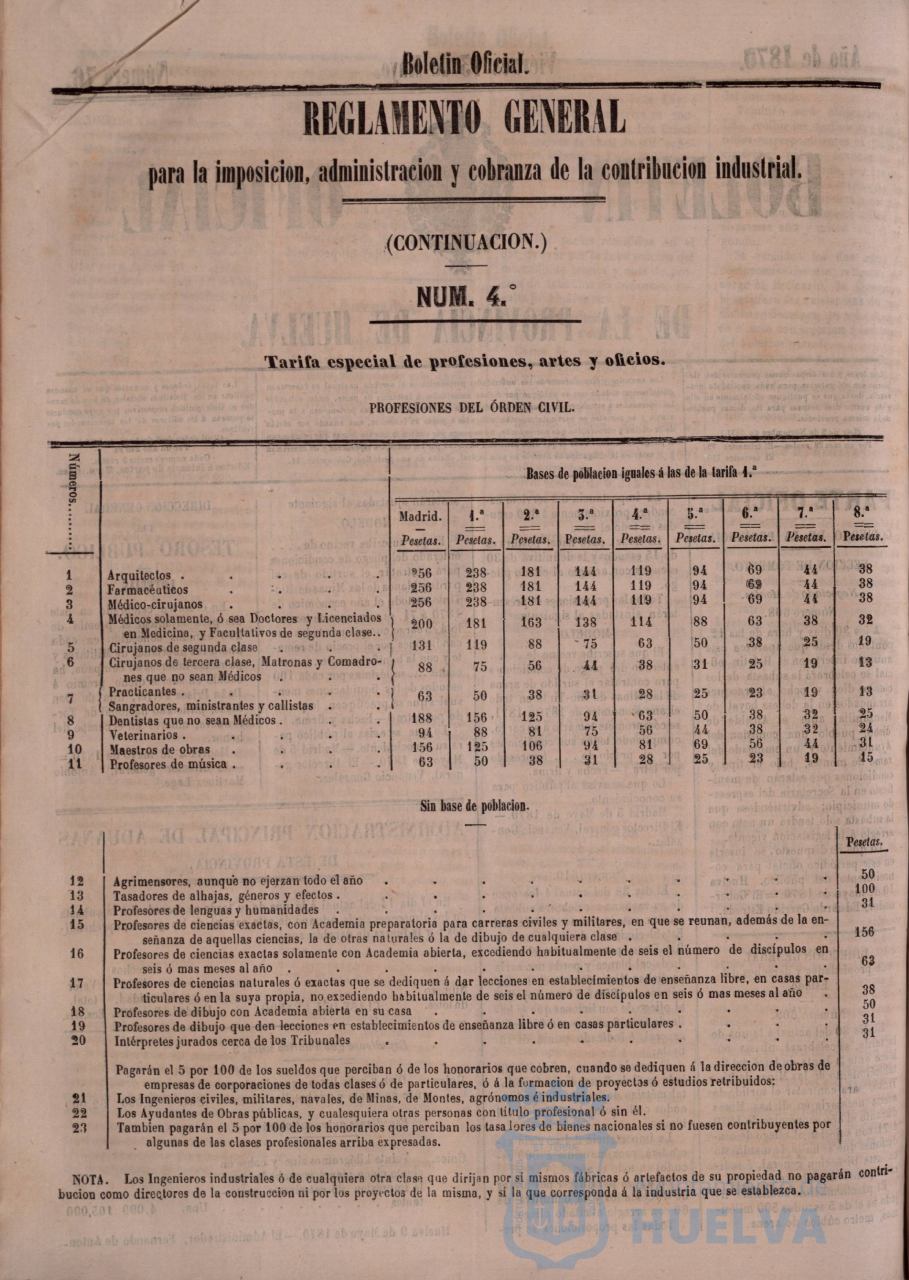 Boletin Oficial.
REGLAMENTO GENERAL
para la imposicion, administracion y cobranza de la contribucion industrial.
(CONTINUACION.)
NUM. 4.°
Tarifa especial de profesiones, artes y oficios.
PROFESIONES DEL ÓRDEN CIVIL.
Números.
Bases de poblacion iguales á las de la tarifa 1.ª
Madrid. 1.ª 2.ª 3.ª 4.ª 5.ª 6.ª 7.ª 8.ª
Pesetas. Pesetas. Pesetas. Pesetas. Pesetas. Pesetas. Pesetas. Pesetas. Pesetas.
1 Arquitectos . . . . . 256 238 181 144 119 94 69 44 38
2 Farmacéuticos . . . . 256 238 181 144 119 94 69 44 38
3 Médico-cirujanos . . . . 256 238 181 144 119 94 69 44 38
4 Médicos solamente, ó sea Doctores y Licenciados
en Medicina, y Facultativos de segunda clase.. 200 181 163 138 114 88 63 38 32
5 Cirujanos de segunda clase . . . 131 119 88 75 63 50 38 25 19
6 Cirujanos de tercera clase, Matronas y Comadro-
nes que no sean Médicos . . . 88 75 56 44 38 31 25 19 13
7 Practicantes . . . . .
Sangradores, ministrantes y callistas . . 63 50 38 31 28 25 23 19 13
8 Dentistas que no sean Médicos . . . 188 156 125 94 63 50 38 32 25
9 Veterinarios . . . . . 94 88 81 75 56 44 38 32 24
10 Maestros de obras . . . . 156 125 106 94 81 69 56 44 31
11 Profesores de música . . . . 63 50 38 31 28 25 23 19 15
Sin base de poblacion.
Pesetas.
12 Agrimensores, aunque no ejerzan todo el año . . . . . . . . . 50
13 Tasadores de alhajas, géneros y efectos . . . . . . . . . . 100
14 Profesores de lenguas y humanidades . . . . . . . . . . 31
15 Profesores de ciencias exactas, con Academia preparatoria para carreras civiles y militares, en que se reunan, además de la en-
señanza de aquellas ciencias, la de otras naturales ó la de dibujo de cualquiera clase . . . . . 156
16 Profesores de ciencias exactas solamente con Academia abierta, excediendo habitualmente de seis el número de discípulos en
seis ó mas meses al año . . . . . . . . . . . 63
17 Profesores de ciencias naturales ó exactas que se dediquen á dar lecciones en establecimientos de enseñanza libre, en casas par-
ticulares ó en la suya propia, no excediendo habitualmente de seis el número de discípulos en seis ó mas meses al año . 38
18 Profesores de dibujo con Academia abierta en su casa . . . . . . . . 50
19 Profesores de dibujo que den lecciones en establecimientos de enseñanza libre ó en casas particulares . . . . 31
20 Intérpretes jurados cerca de los Tribunales . . . . . . . . . 31
Pagarán el 5 por 100 de los sueldos que perciban ó de los honorarios que cobren, cuando se dediquen á la direccion de obras de
empresas de corporaciones de todas clases ó de particulares, ó á la formacion de proyectos ó estudios retribuidos:
21 Los Ingenieros civiles, militares, navales, de Minas, de Montes, agrónomos é industriales.
22 Los Ayudantes de Obras públicas, y cualesquiera otras personas con título profesional ó sin él.
23 Tambien pagarán el 5 por 100 de los honorarios que perciban los tasadores de bienes nacionales si no fuesen contribuyentes por
algunas de las clases profesionales arriba expresadas.
NOTA. Los Ingenieros industriales ó de cualquiera otra clase que dirijan por si mismos fábricas ó artefactos de su propiedad no pagarán contri-
bucion como directores de la construccion ni por los proyectos de la misma, y si la que corresponda á la industria que se establezca.
HUELVA